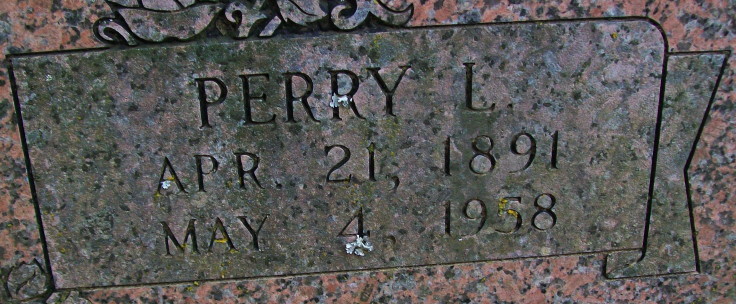 PERRY L.
APR. 21, 1891
MAY 4, 1958